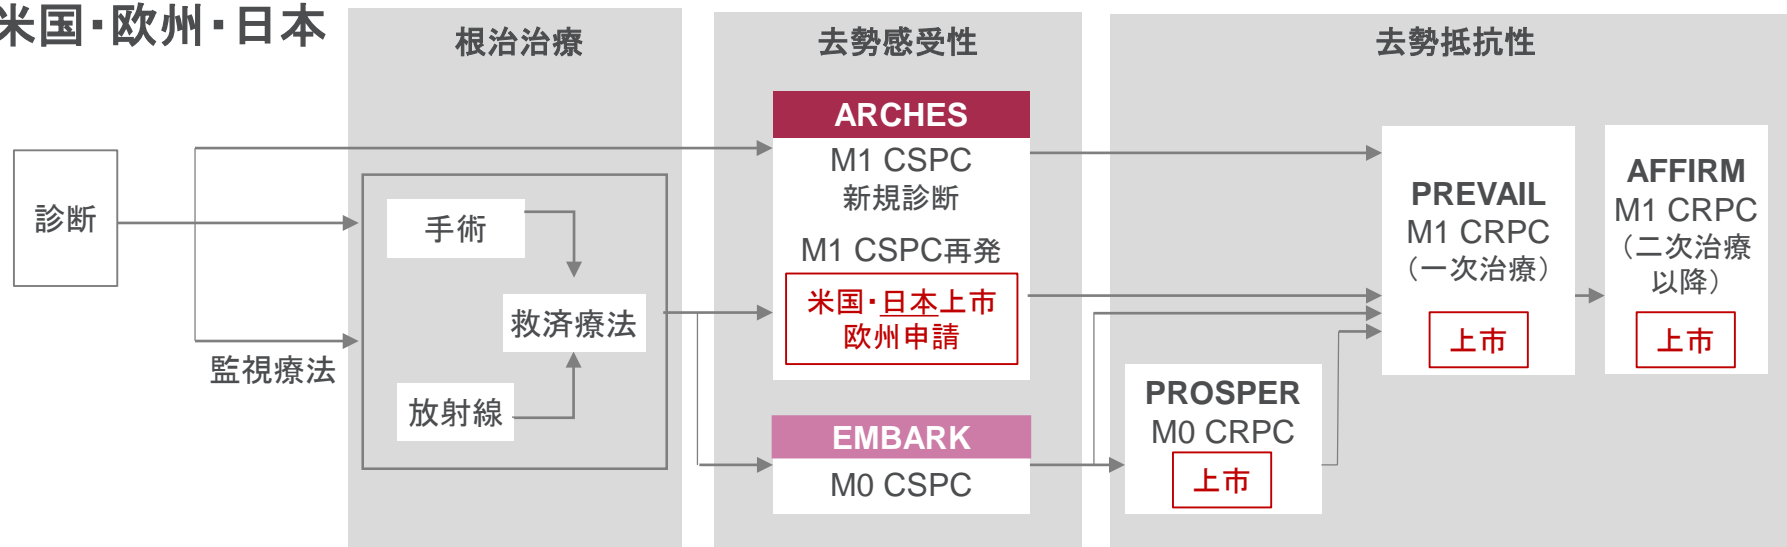 米国・欧州・日本
根治治療
去勢感受性
去勢抵抗性
診断
監視療法
手術
救済療法
放射線
ARCHES
M1 CSPC
新規診断
M1 CSPC再発
米国・日本上市
欧州申請
EMBARK
M0 CSPC
PROSPER
M0 CRPC
上市
PREVAIL
M1 CRPC
（一次治療）
上市
AFFIRM
M1 CRPC
（二次治療
以降）
上市